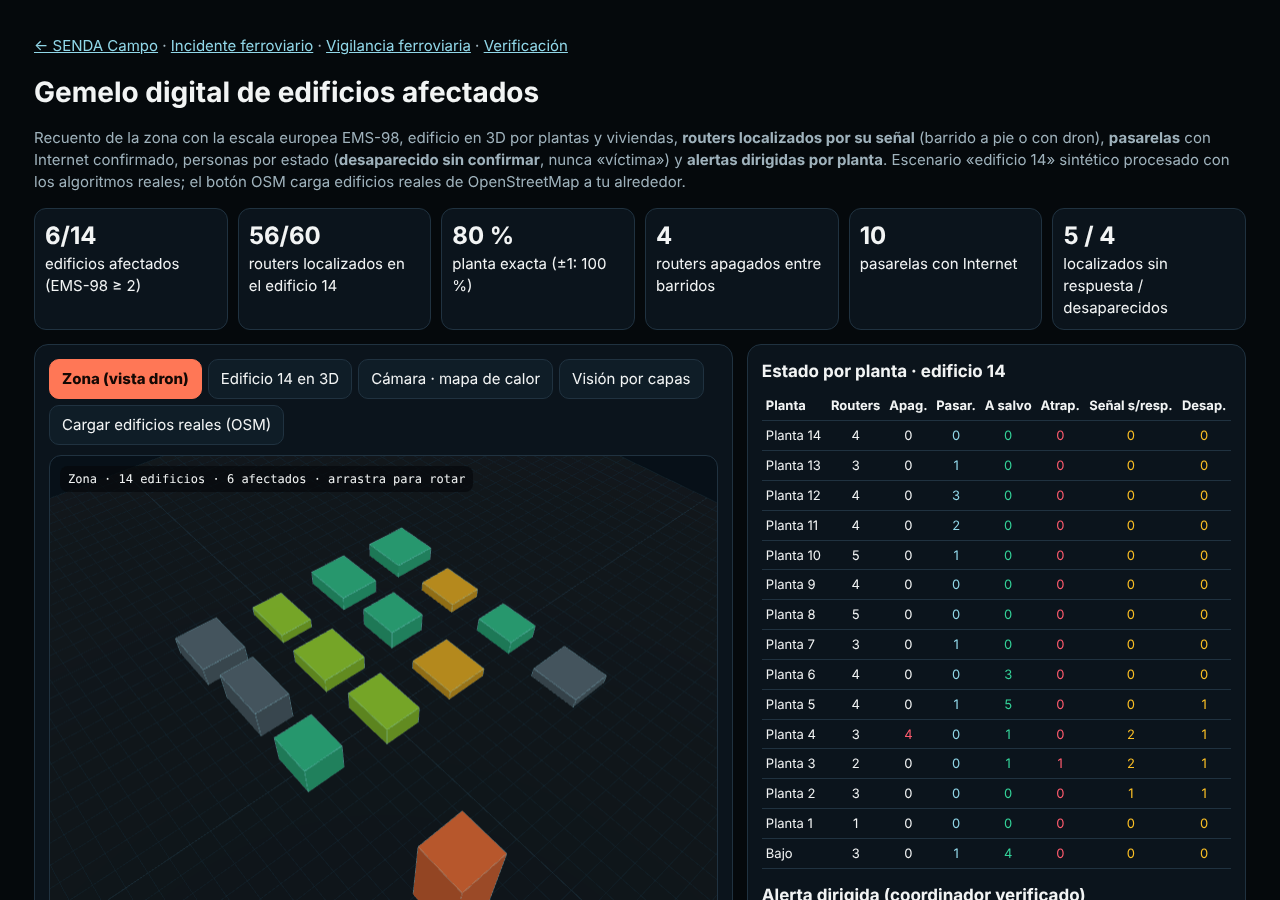 ← SENDA Campo · Incidente ferroviario · Vigilancia ferroviaria · Verificación
Gemelo digital de edificios afectados
Recuento de la zona con la escala europea EMS-98, edificio en 3D por plantas y viviendas, routers localizados por su señal (barrido a pie o con dron), pasarelas con
Internet confirmado, personas por estado (desaparecido sin confirmar, nunca «víctima») y alertas dirigidas por planta. Escenario «edificio 14» sintético procesado con
los algoritmos reales; el botón OSM carga edificios reales de OpenStreetMap a tu alrededor.
6/14
edificios afectados
(EMS-98 ≥ 2)
56/60
routers localizados en
el edificio 14
80 %
planta exacta (±1: 100
%)
4
routers apagados entre
barridos
10
pasarelas con Internet
5 / 4
localizados sin
respuesta /
desaparecidos
Zona (vista dron)
Edificio 14 en 3D
Cámara · mapa de calor
Visión por capas
Cargar edificios reales (OSM)
Zona · 14 edificios · 6 afectados · arrastra para rotar
Estado por planta · edificio 14
Planta Routers Apag. Pasar. A salvo Atrap. Señal s/resp. Desap.
Planta 14 4 0 0 0 0 0 0
Planta 13 3 0 1 0 0 0 0
Planta 12 4 0 3 0 0 0 0
Planta 11 4 0 2 0 0 0 0
Planta 10 5 0 1 0 0 0 0
Planta 9 4 0 0 0 0 0 0
Planta 8 5 0 0 0 0 0 0
Planta 7 3 0 1 0 0 0 0
Planta 6 4 0 0 3 0 0 0
Planta 5 4 0 1 5 0 0 1
Planta 4 3 4 0 1 0 2 1
Planta 3 2 0 0 1 1 2 1
Planta 2 3 0 0 0 0 1 1
Planta 1 1 0 0 0 0 0 0
Bajo 3 0 1 4 0 0 0
Alerta dirigida (coordinador verificado)